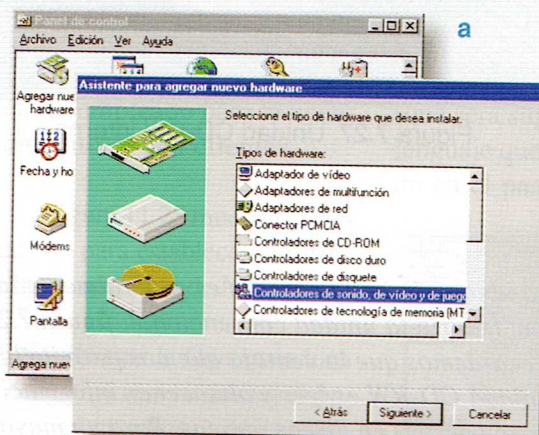 Panel de control
a
Archivo Edición Ver Ayuda
Agregar nue
hardware
Fecha y ho
Módems
Pantalla
Agrega nuev
Asistente para agregar nuevo hardware
Seleccione el tipo de hardware que desea instalar.
Tipos de hardware:
Adaptador de vídeo
Adaptadores de multifunción
Adaptadores de red
Conector PCMCIA
Controladores de CD-ROM
Controladores de disco duro
Controladores de disquete
Controladores de sonido, de vídeo y de juego
Controladores de tecnología de memoria (MT
< Atrás
Siguiente >
Cancelar